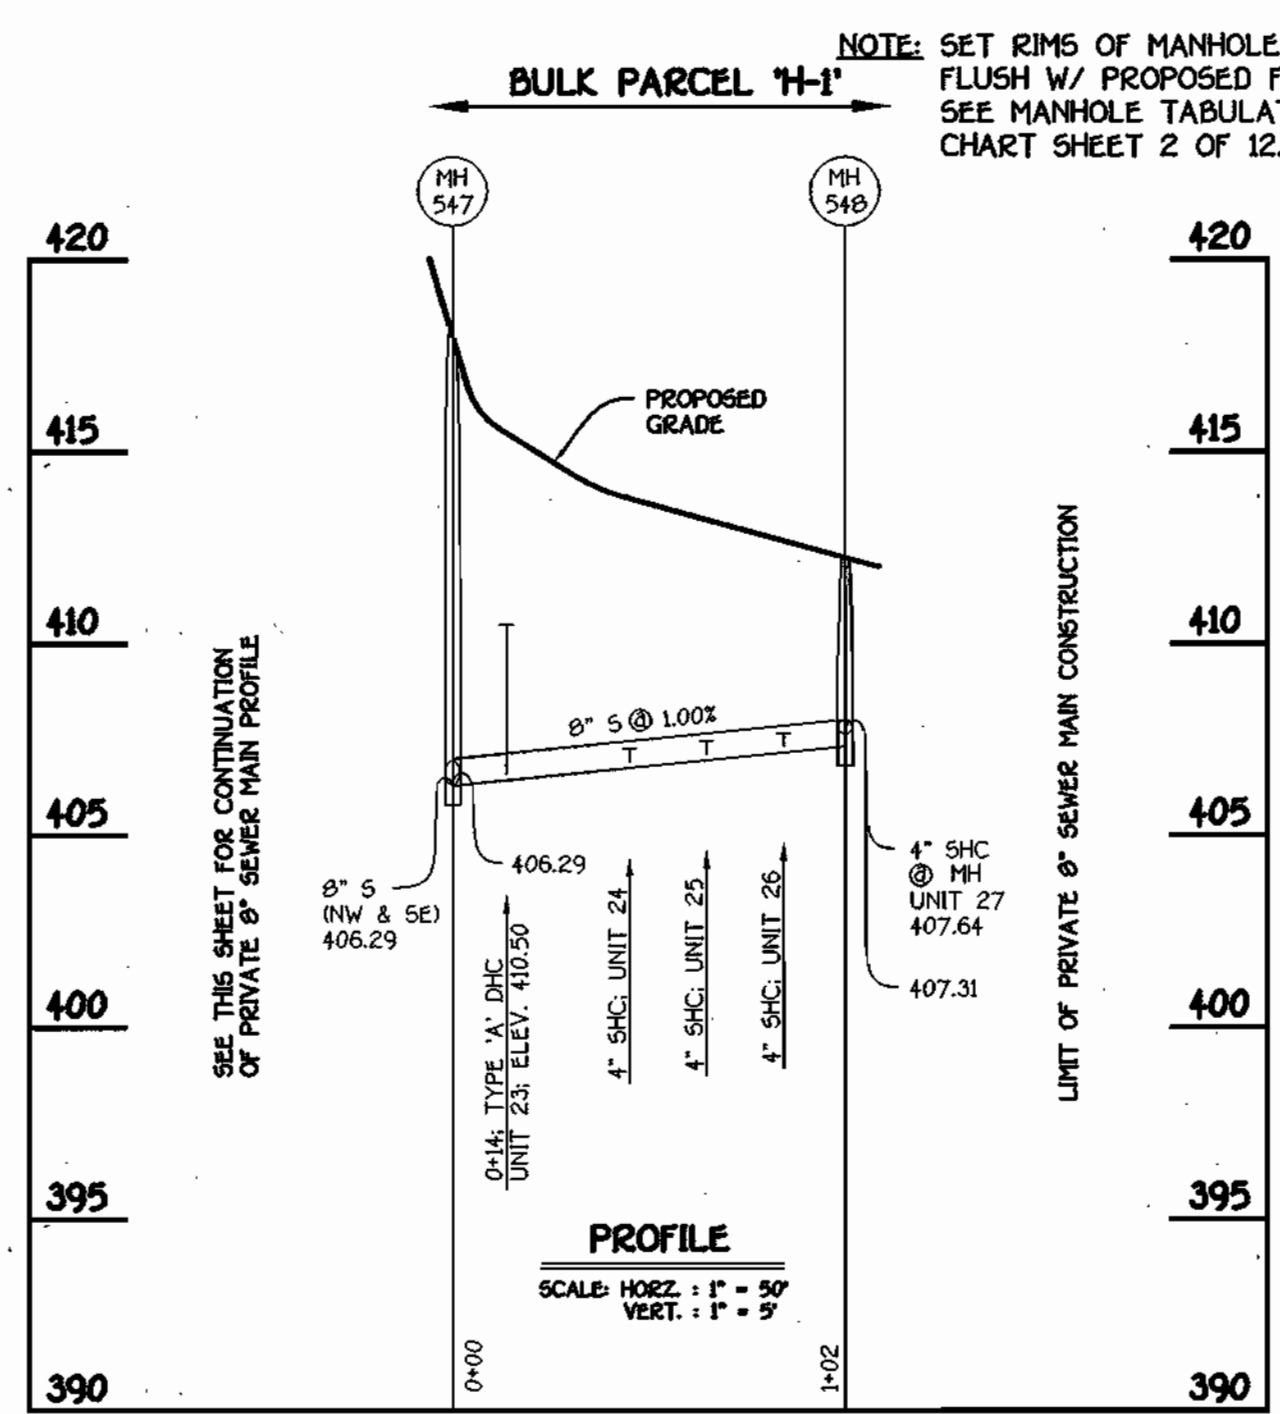 NOTE: SET RIMS OF MANHOLE
FLUSH W/ PROPOSED F
SEE MANHOLE TABULAT
CHART SHEET 2 OF 12.
BULK PARCEL 'H-1'
MH
547
MH
548
420
415
410
405
400
395
390
420
415
410
405
400
395
390
PROPOSED
GRADE
SEE THIS SHEET FOR CONTINUATION
OF PRIVATE 8" SEWER MAIN PROFILE
LIMIT OF PRIVATE 8" SEWER MAIN CONSTRUCTION
8" S @ 1.00%
8" S
(NW & SE)
406.29
406.29
0+14; TYPE 'A' DHC
UNIT 23; ELEV. 410.50
4" SHC; UNIT 24
4" SHC; UNIT 25
4" SHC; UNIT 26
4" SHC
@ MH
UNIT 27
407.64
407.31
PROFILE
SCALE: HORZ. : 1" = 50'
VERT. : 1" = 5'
0+00
1+02